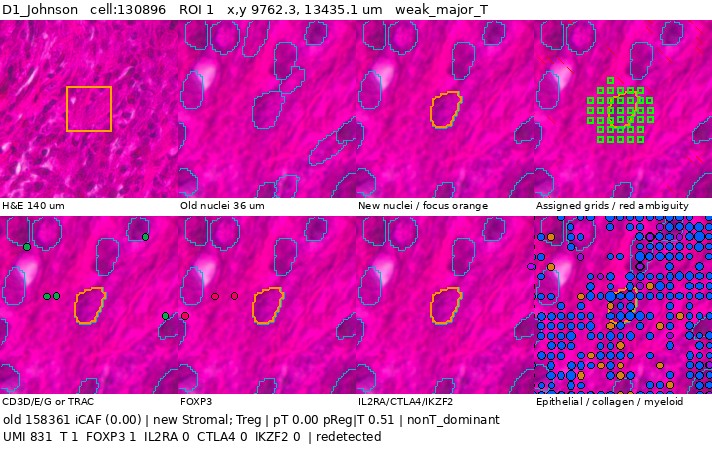 D1_Johnson   cell:130896   ROI 1   x,y 9762.3, 13435.1 um   weak_major_T
H&E 140 um
Old nuclei 36 um
New nuclei / focus orange
Assigned grids / red ambiguity
CD3D/E/G or TRAC
FOXP3
IL2RA/CTLA4/IKZF2
Epithelial / collagen / myeloid
old 158361 iCAF (0.00) | new Stromal; Treg | pT 0.00 pReg|T 0.51 | nonT_dominant
UMI 831  T 1  FOXP3 1  IL2RA 0  CTLA4 0  IKZF2 0  | redetected